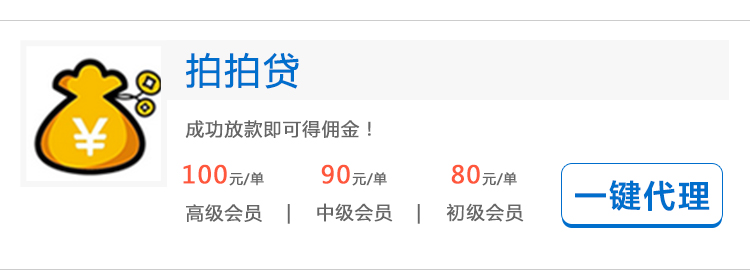 拍拍贷
成功放款即可得佣金！
100元/单 90元/单 80元/单
高级会员 | 中级会员 | 初级会员
一键代理
¥